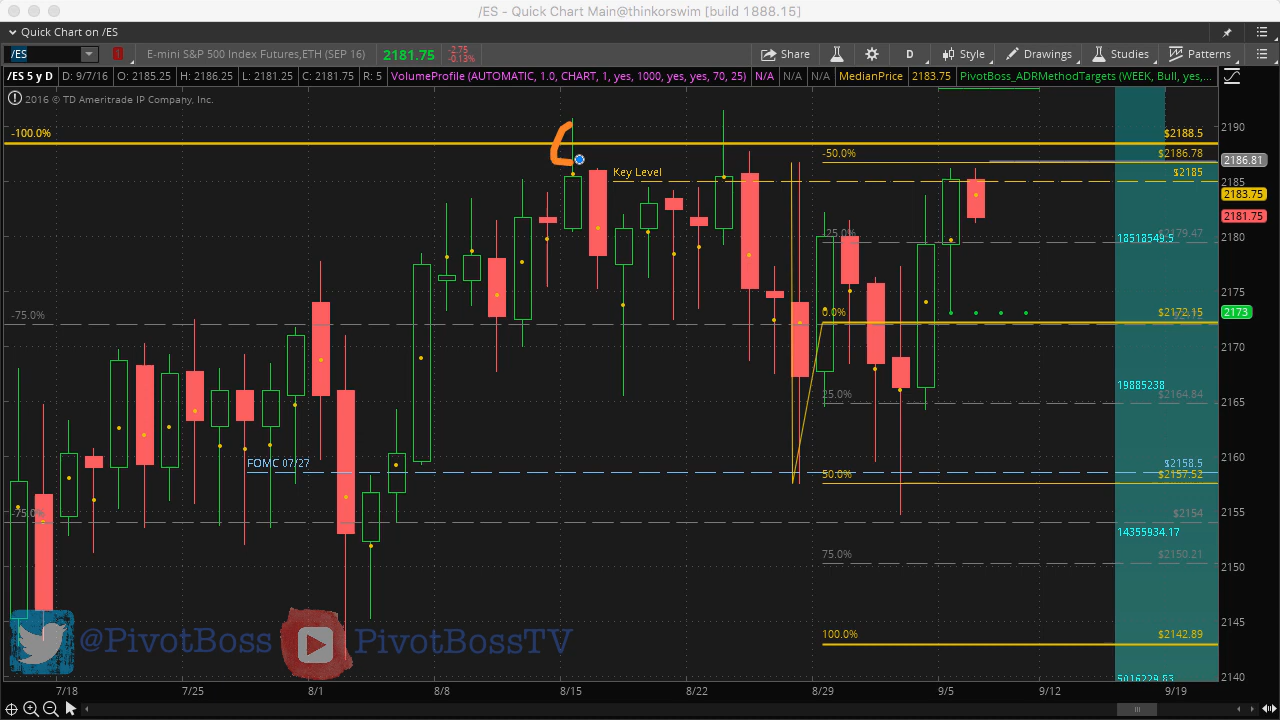 /ES - Quick Chart Main@thinkorswim [build 1888.15]
Quick Chart on /ES
/ES E-mini S&P 500 Index Futures,ETH (SEP 16) 2181.75 -2.75 -0.13% Share D Style Drawings Studies Patterns
/ES 5 y D D: 9/7/16 O: 2185.25 H: 2186.25 L: 2181.25 C: 2181.75 R: 5 VolumeProfile (AUTOMATIC, 1.0, CHART, 1, yes, 1000, yes, yes, 70, 25) N/A N/A N/A MedianPrice 2183.75 PivotBoss_ADRMethodTargets (WEEK, Bull, yes,...
2016 © TD Ameritrade IP Company, Inc.
2190
-100.0% $2188.5
-50.0% $2186.78 2186.81
Key Level $2185
2185
2183.75
2181.75
2180
-25.0% 18518549.5 $2179.47
2175
-75.0% 0.0% $2172.15 2173
2170
2165
19885238
25.0% $2164.84
2160
FOMC 07/27 $2158.5
50.0% $2157.52
2155
-75.0% $2154
14355934.17
75.0% $2150.21
2150
2145
@PivotBoss PivotBossTV
100.0% $2142.89
2140
5016229.83
7/18 7/25 8/1 8/8 8/15 8/22 8/29 9/5 9/12 9/19